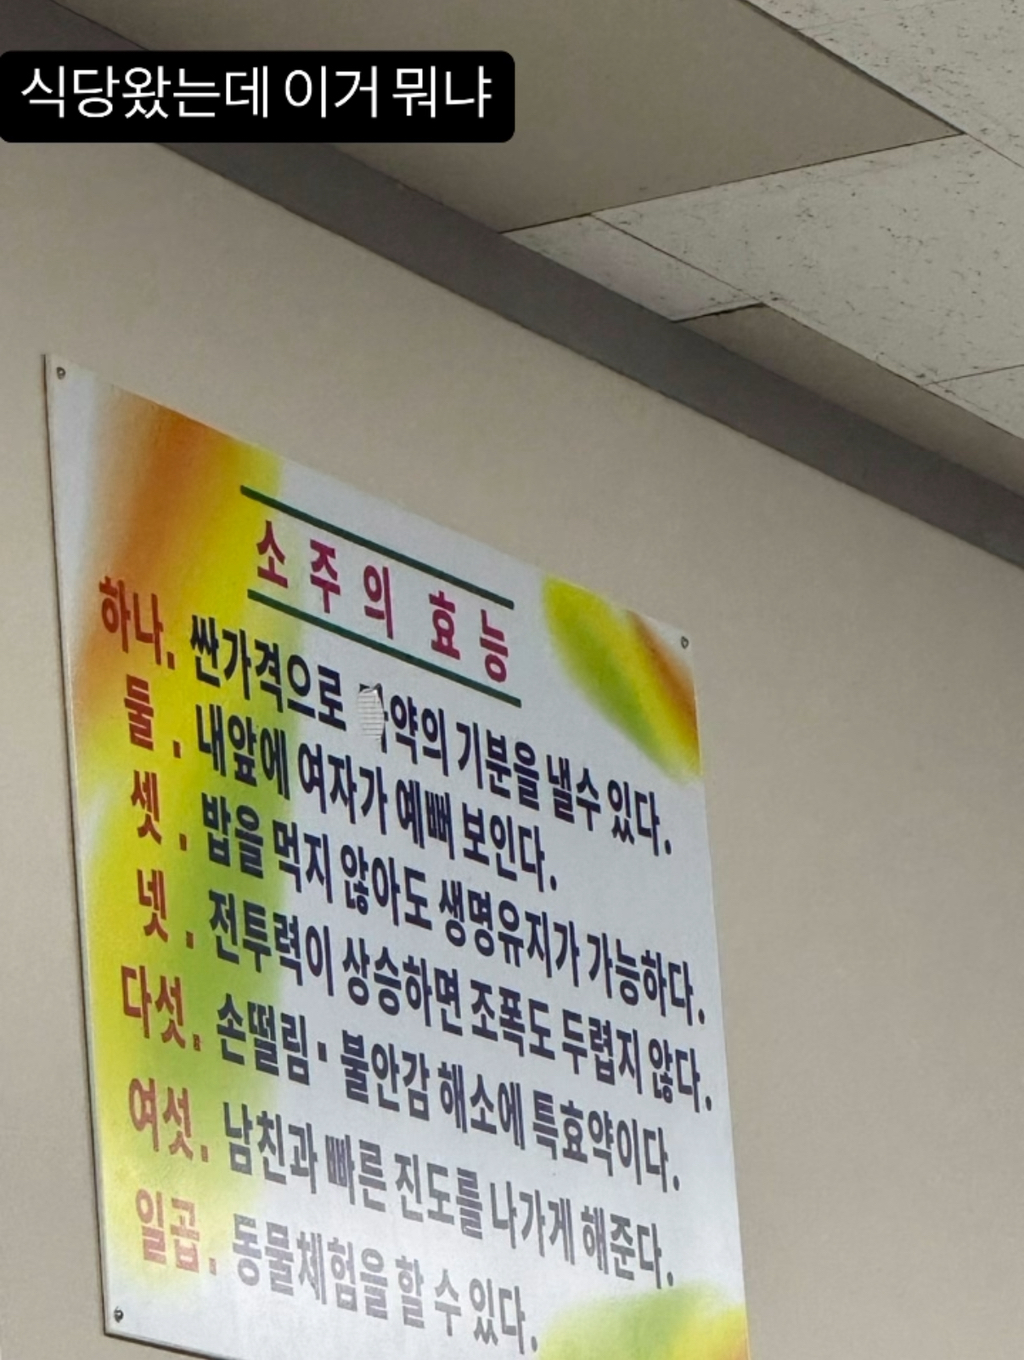 식당왔는데 이거 뭐냐
소주의 효능
하나. 싼가격으로 약의 기분을 낼수 있다.
둘. 내앞에 여자가 예뻐 보인다.
셋. 밥을 먹지 않아도 생명유지가 가능하다.
넷. 전투력이 상승하면 조폭도 두렵지 않다.
다섯. 손떨림·불안감 해소에 특효약이다.
여섯. 남친과 빠른 진도를 나가게 해준다.
일곱. 동물체험을 할 수 있다.